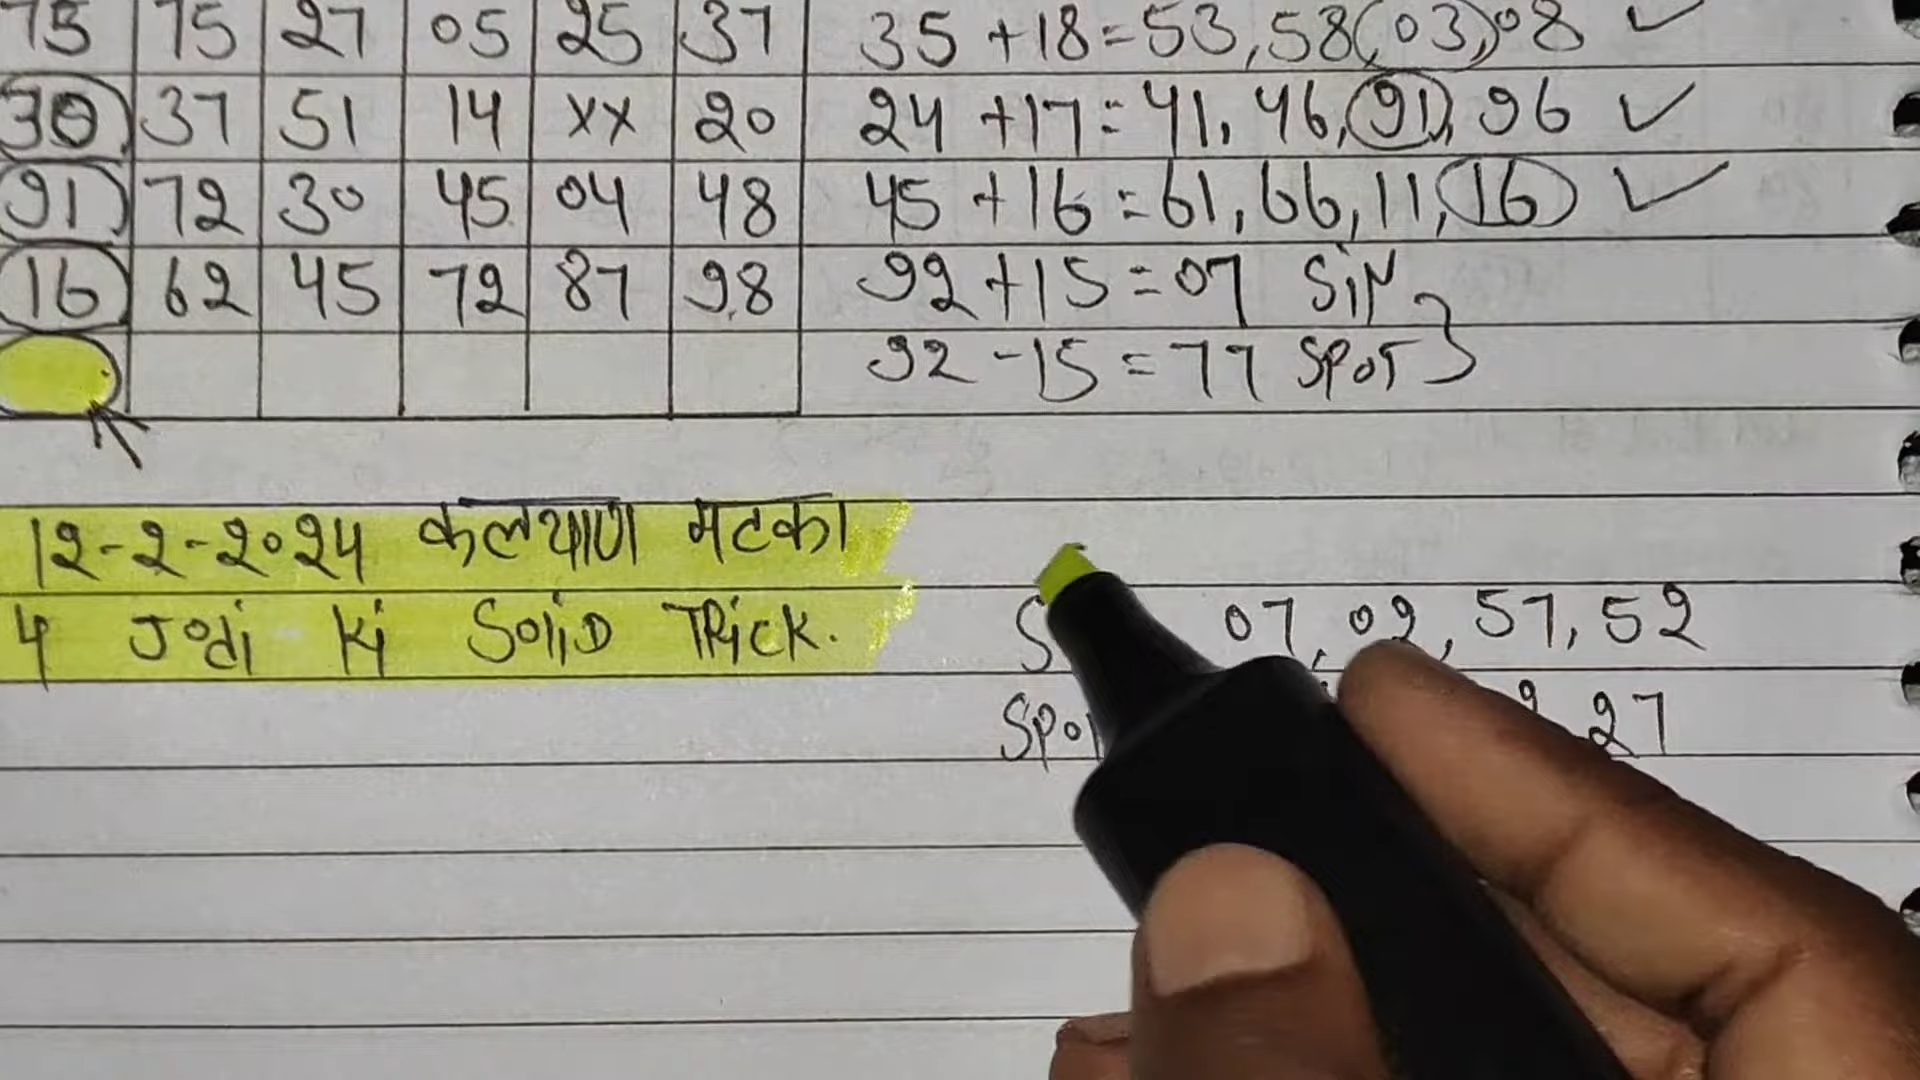 75 75 27 05 25 37 35 +18=53, 58(,03,)08 ✓
30 37 51 14 xx 20 24 +17=41, 46, 91, 96 ✓
91 72 30 45 04 48 45 +16=61, 66, 11, 16 ✓
16 62 45 72 87 98 92 +15=07 SIN
92 -15=77 SPOT
12-2-2024 कलयाण मटका
4 Jodi Ki SoliD TRick.
07, 02, 57, 52
27